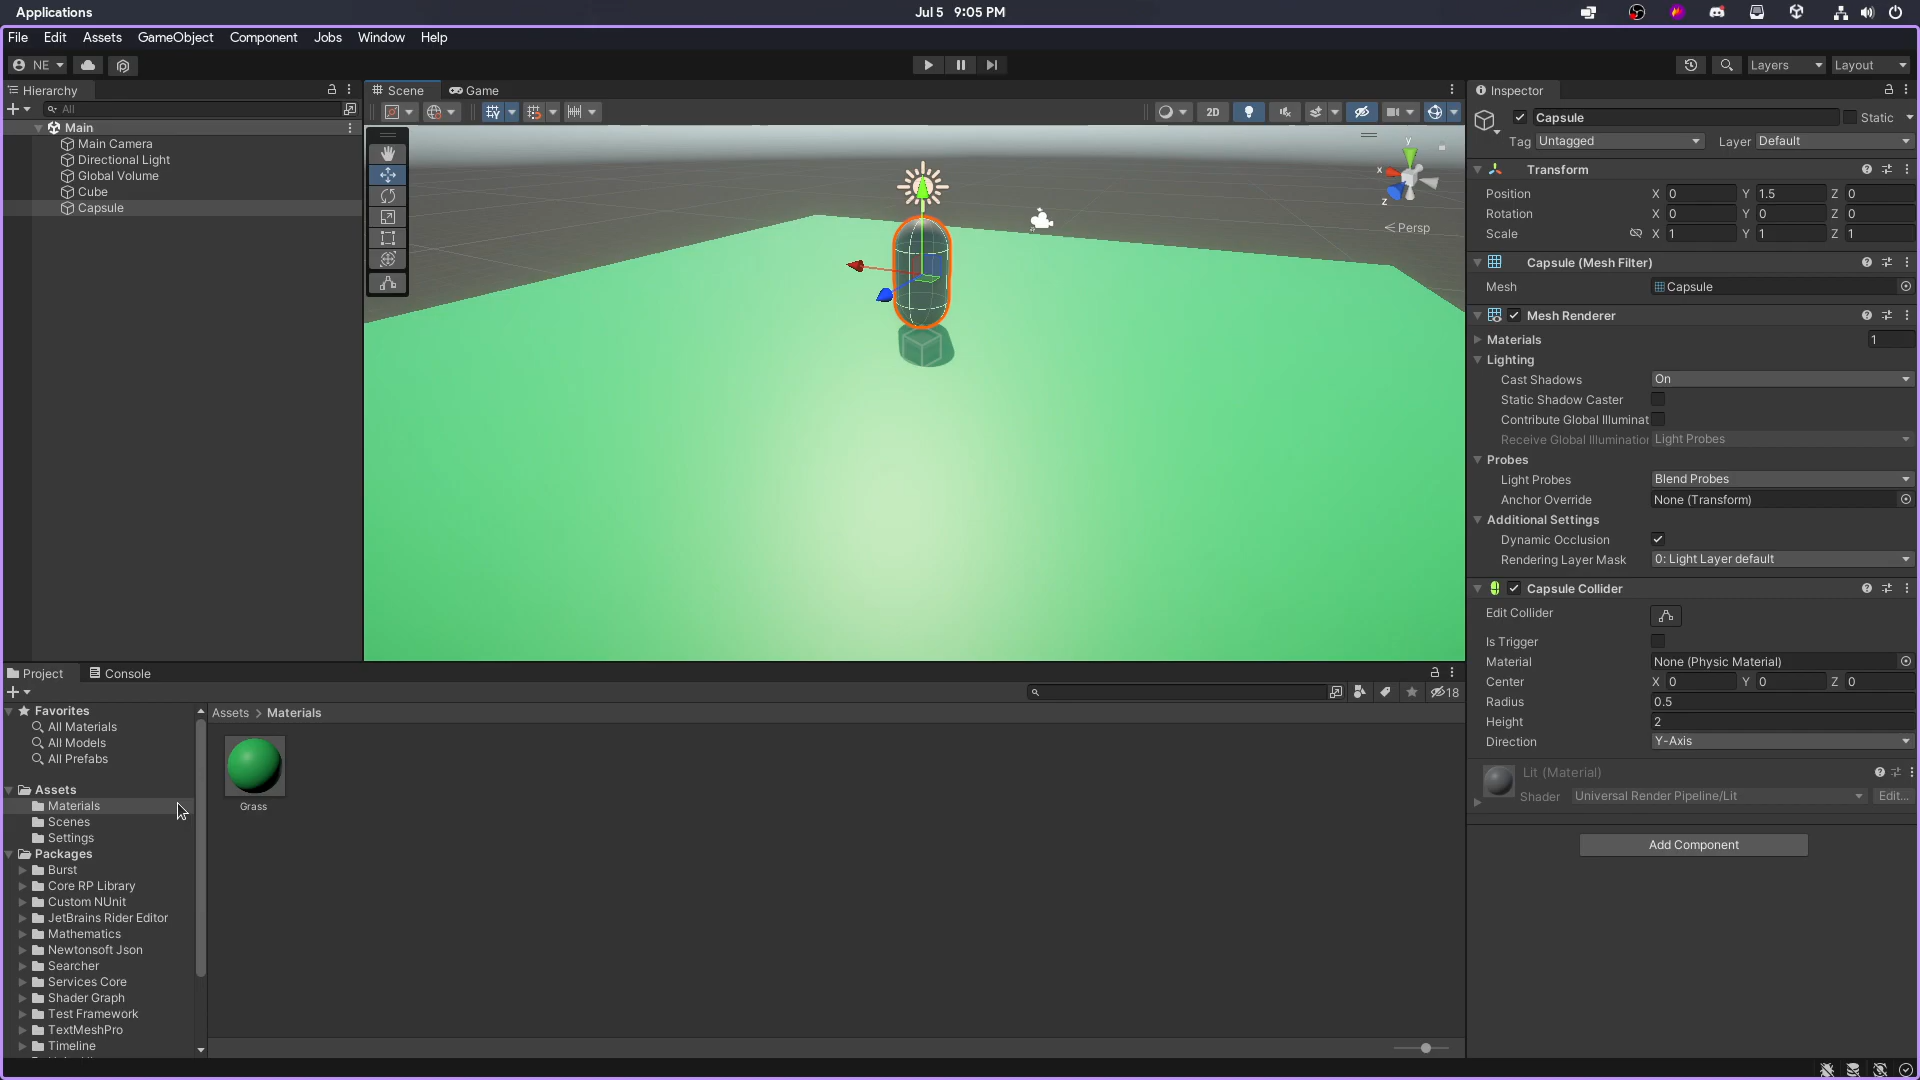 Applications
Jul 5 9:05 PM
File Edit Assets GameObject Component Jobs Window Help
NE
Layers
Layout
Hierarchy
All
Main
Main Camera
Directional Light
Global Volume
Cube
Capsule
Scene
Game
2D
y
x
z
< Persp
Inspector
Capsule
Static
Tag Untagged
Layer Default
Transform
Position X 0 Y 1.5 Z 0
Rotation X 0 Y 0 Z 0
Scale X 1 Y 1 Z 1
Capsule (Mesh Filter)
Mesh Capsule
Mesh Renderer
Materials 1
Lighting
Cast Shadows On
Static Shadow Caster
Contribute Global Illuminat
Receive Global Illumination Light Probes
Probes
Light Probes Blend Probes
Anchor Override None (Transform)
Additional Settings
Dynamic Occlusion
Rendering Layer Mask 0: Light Layer default
Capsule Collider
Edit Collider
Is Trigger
Material None (Physic Material)
Center X 0 Y 0 Z 0
Radius 0.5
Height 2
Direction Y-Axis
Lit (Material)
Shader Universal Render Pipeline/Lit Edit...
Add Component
Project
Console
18
Favorites
All Materials
All Models
All Prefabs
Assets
Materials
Scenes
Settings
Packages
Burst
Core RP Library
Custom NUnit
JetBrains Rider Editor
Mathematics
Newtonsoft Json
Searcher
Services Core
Shader Graph
Test Framework
TextMeshPro
Timeline
Assets > Materials
Grass